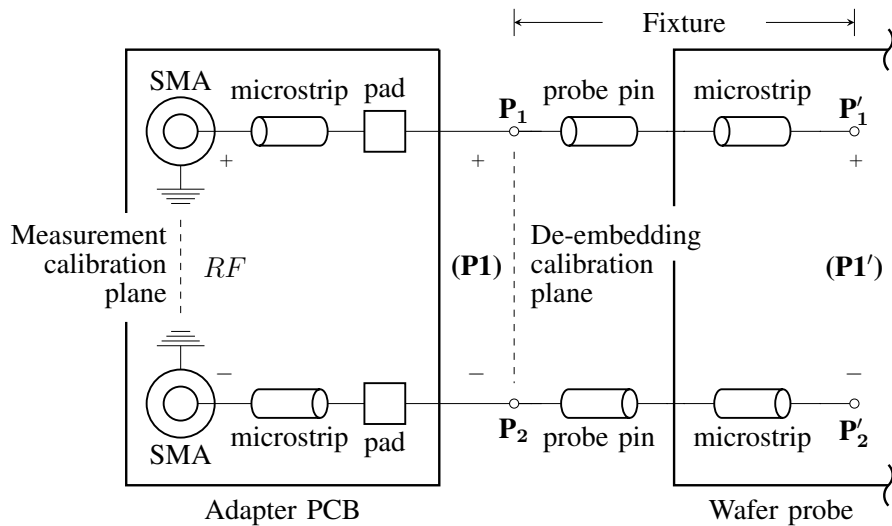 Fixture
SMA
microstrip
pad
P₁
probe pin
microstrip
P′₁
+
+
+
Measurement
calibration
plane
RF
(P1)
De-embedding
calibration
plane
(P1′)
−
−
−
microstrip
pad
P₂
probe pin
microstrip
P′₂
SMA
Adapter PCB
Wafer probe